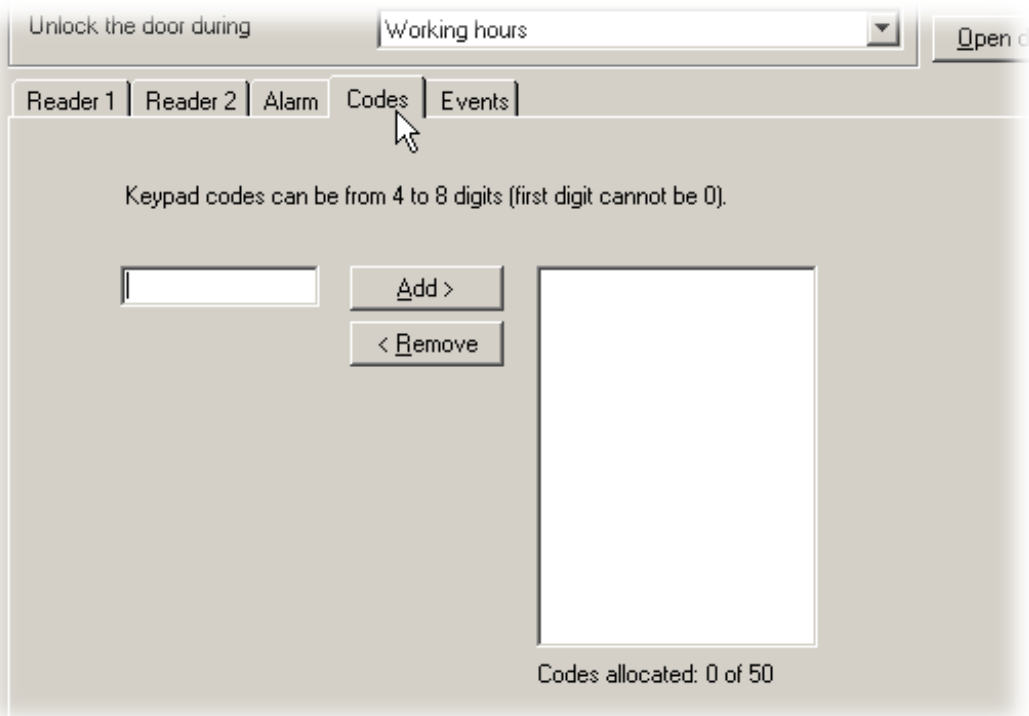 Unlock the door during Working hours Open
Reader 1 Reader 2 Alarm Codes Events
Keypad codes can be from 4 to 8 digits (first digit cannot be 0).
Add >
< Remove
Codes allocated: 0 of 50